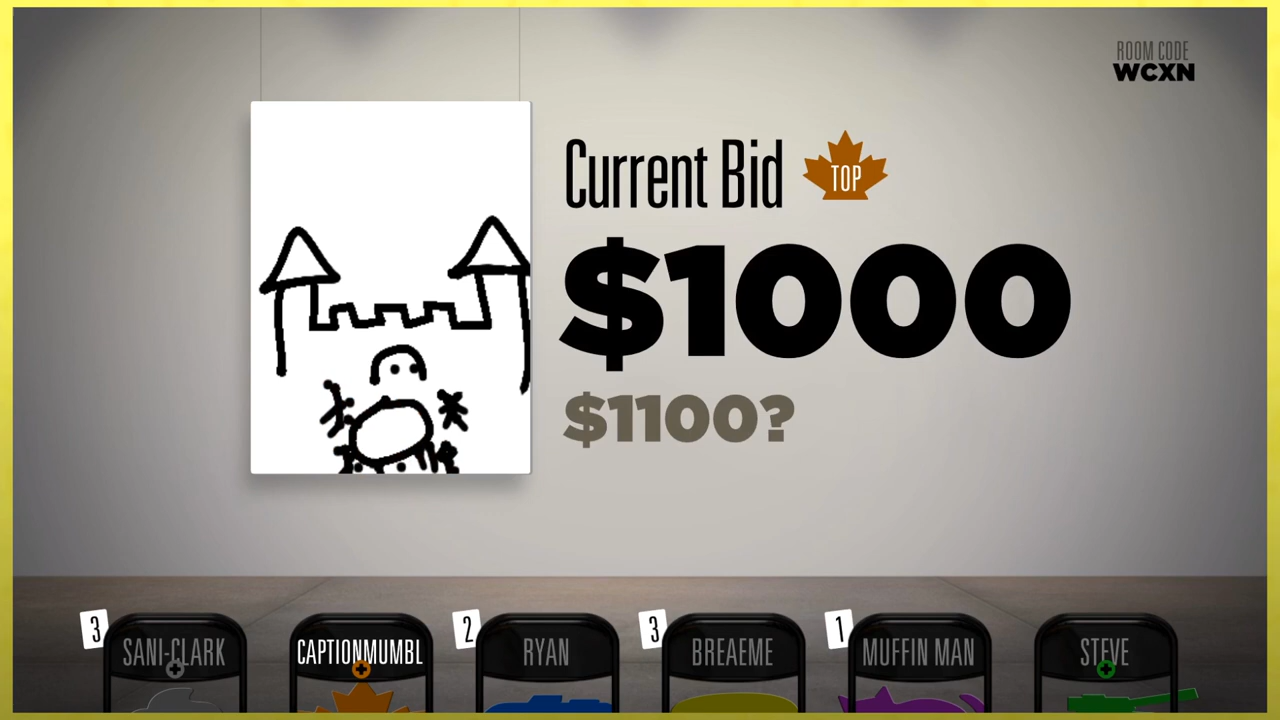 ROOM CODE
WCXN
Current Bid
TOP
$1000
$1100?
3 SANI-CLARK
CAPTIONMUMBL
2 RYAN
3 BREAEME
1 MUFFIN MAN
STEVE